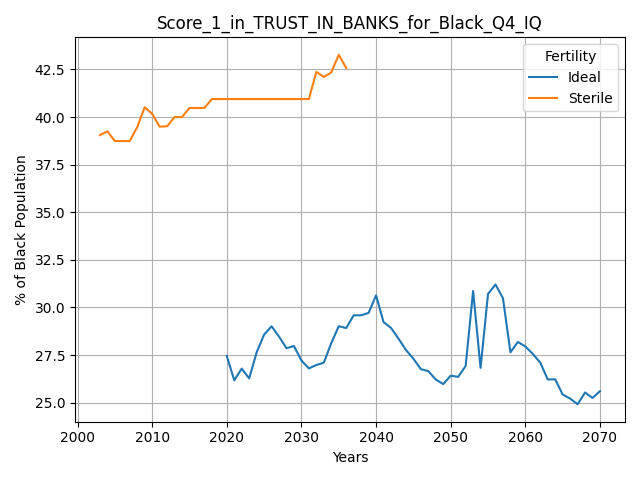 Score_1_in_TRUST_IN_BANKS_for_Black_Q4_IQ
% of Black Population
42.5
40.0
37.5
35.0
32.5
30.0
27.5
25.0
Fertility
Ideal
Sterile
2000 2010 2020 2030 2040 2050 2060 2070
Years